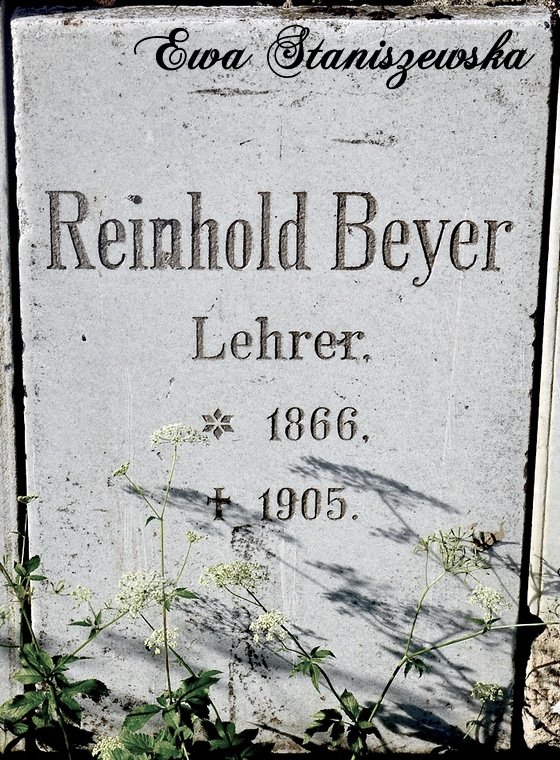 Ewa Staniszewska
Reinhold Beyer
Lehrer.
* 1866.
† 1905.